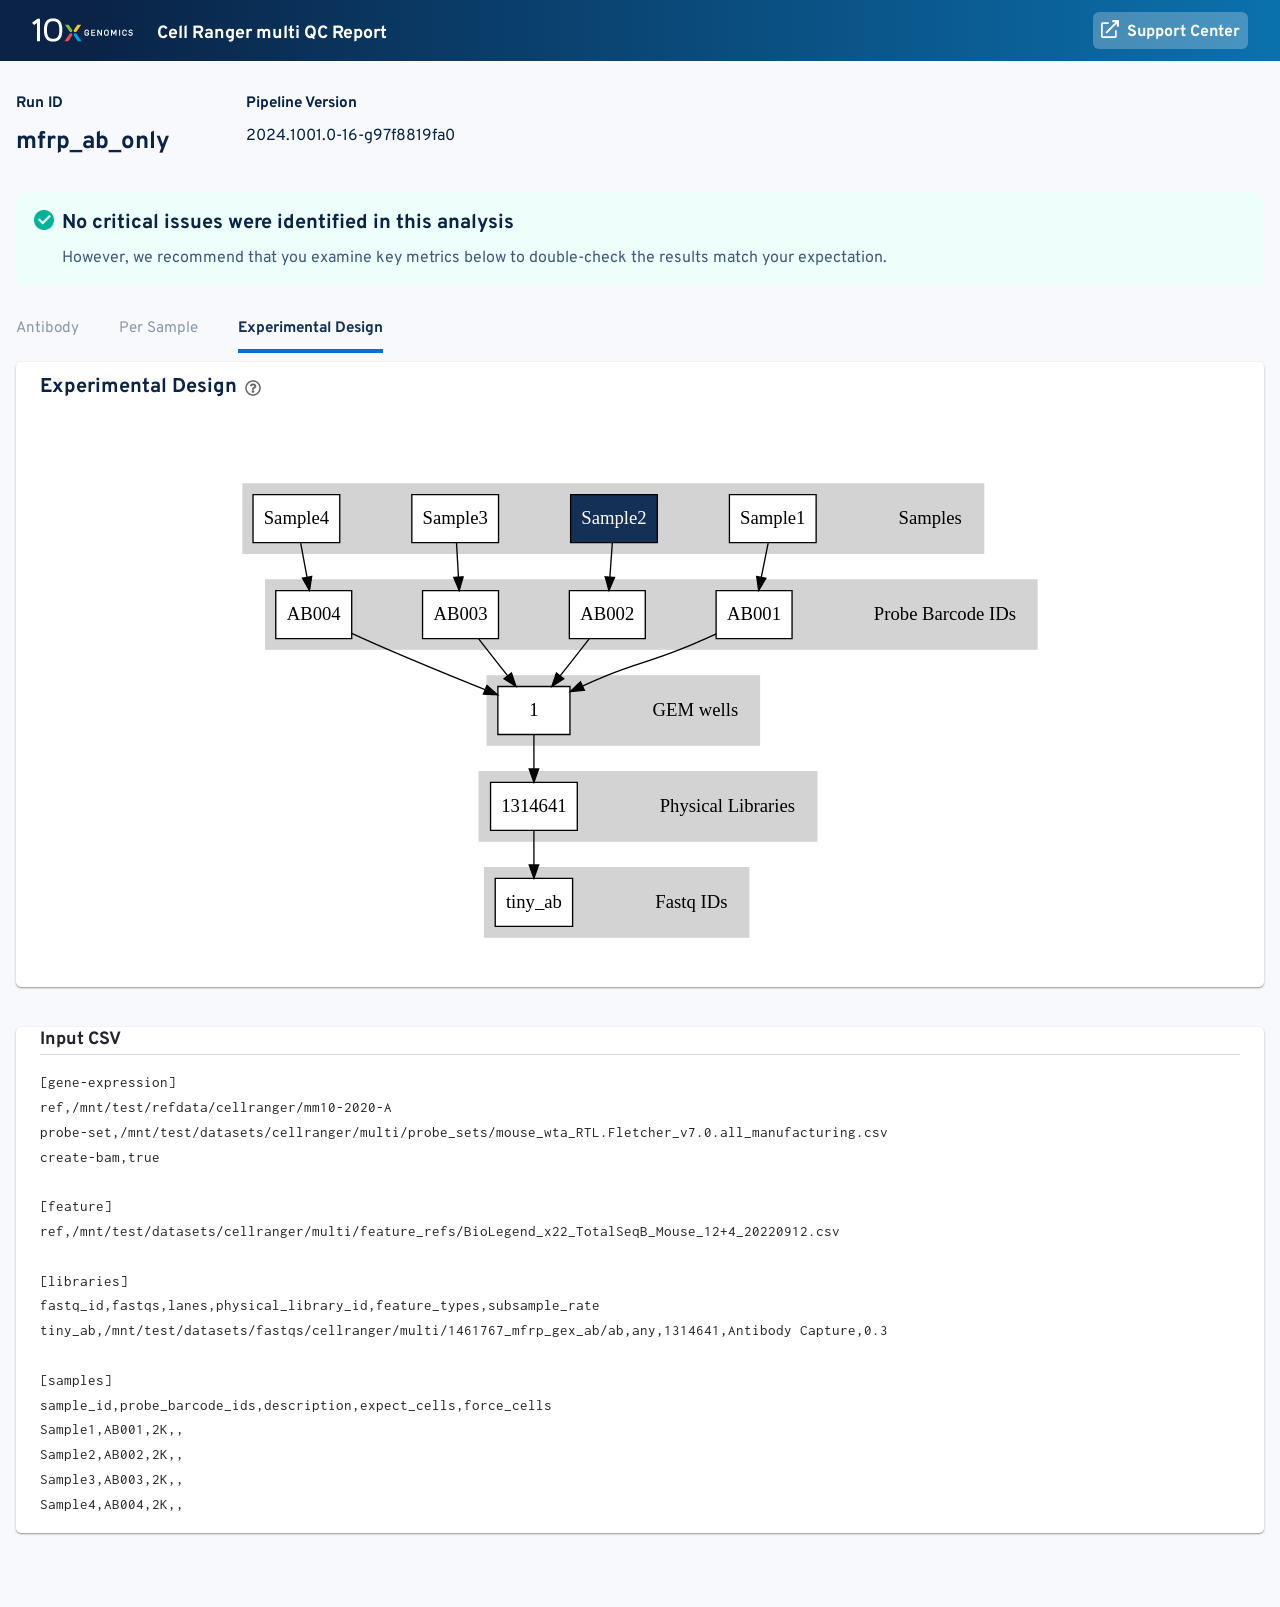 10X GENOMICS Cell Ranger multi QC Report Support Center
Run ID Pipeline Version
mfrp_ab_only 2024.1001.0-16-g97f8819fa0
No critical issues were identified in this analysis
However, we recommend that you examine key metrics below to double-check the results match your expectation.
Antibody Per Sample Experimental Design
Experimental Design ?
Sample4 Sample3 Sample2 Sample1 Samples
AB004 AB003 AB002 AB001 Probe Barcode IDs
1 GEM wells
1314641 Physical Libraries
tiny_ab Fastq IDs
Input CSV
[gene-expression]
ref,/mnt/test/refdata/cellranger/mm10-2020-A
probe-set,/mnt/test/datasets/cellranger/multi/probe_sets/mouse_wta_RTL.Fletcher_v7.0.all_manufacturing.csv
create-bam,true
[feature]
ref,/mnt/test/datasets/cellranger/multi/feature_refs/BioLegend_x22_TotalSeqB_Mouse_12+4_20220912.csv
[libraries]
fastq_id,fastqs,lanes,physical_library_id,feature_types,subsample_rate
tiny_ab,/mnt/test/datasets/fastqs/cellranger/multi/1461767_mfrp_gex_ab/ab,any,1314641,Antibody Capture,0.3
[samples]
sample_id,probe_barcode_ids,description,expect_cells,force_cells
Sample1,AB001,2K,,
Sample2,AB002,2K,,
Sample3,AB003,2K,,
Sample4,AB004,2K,,